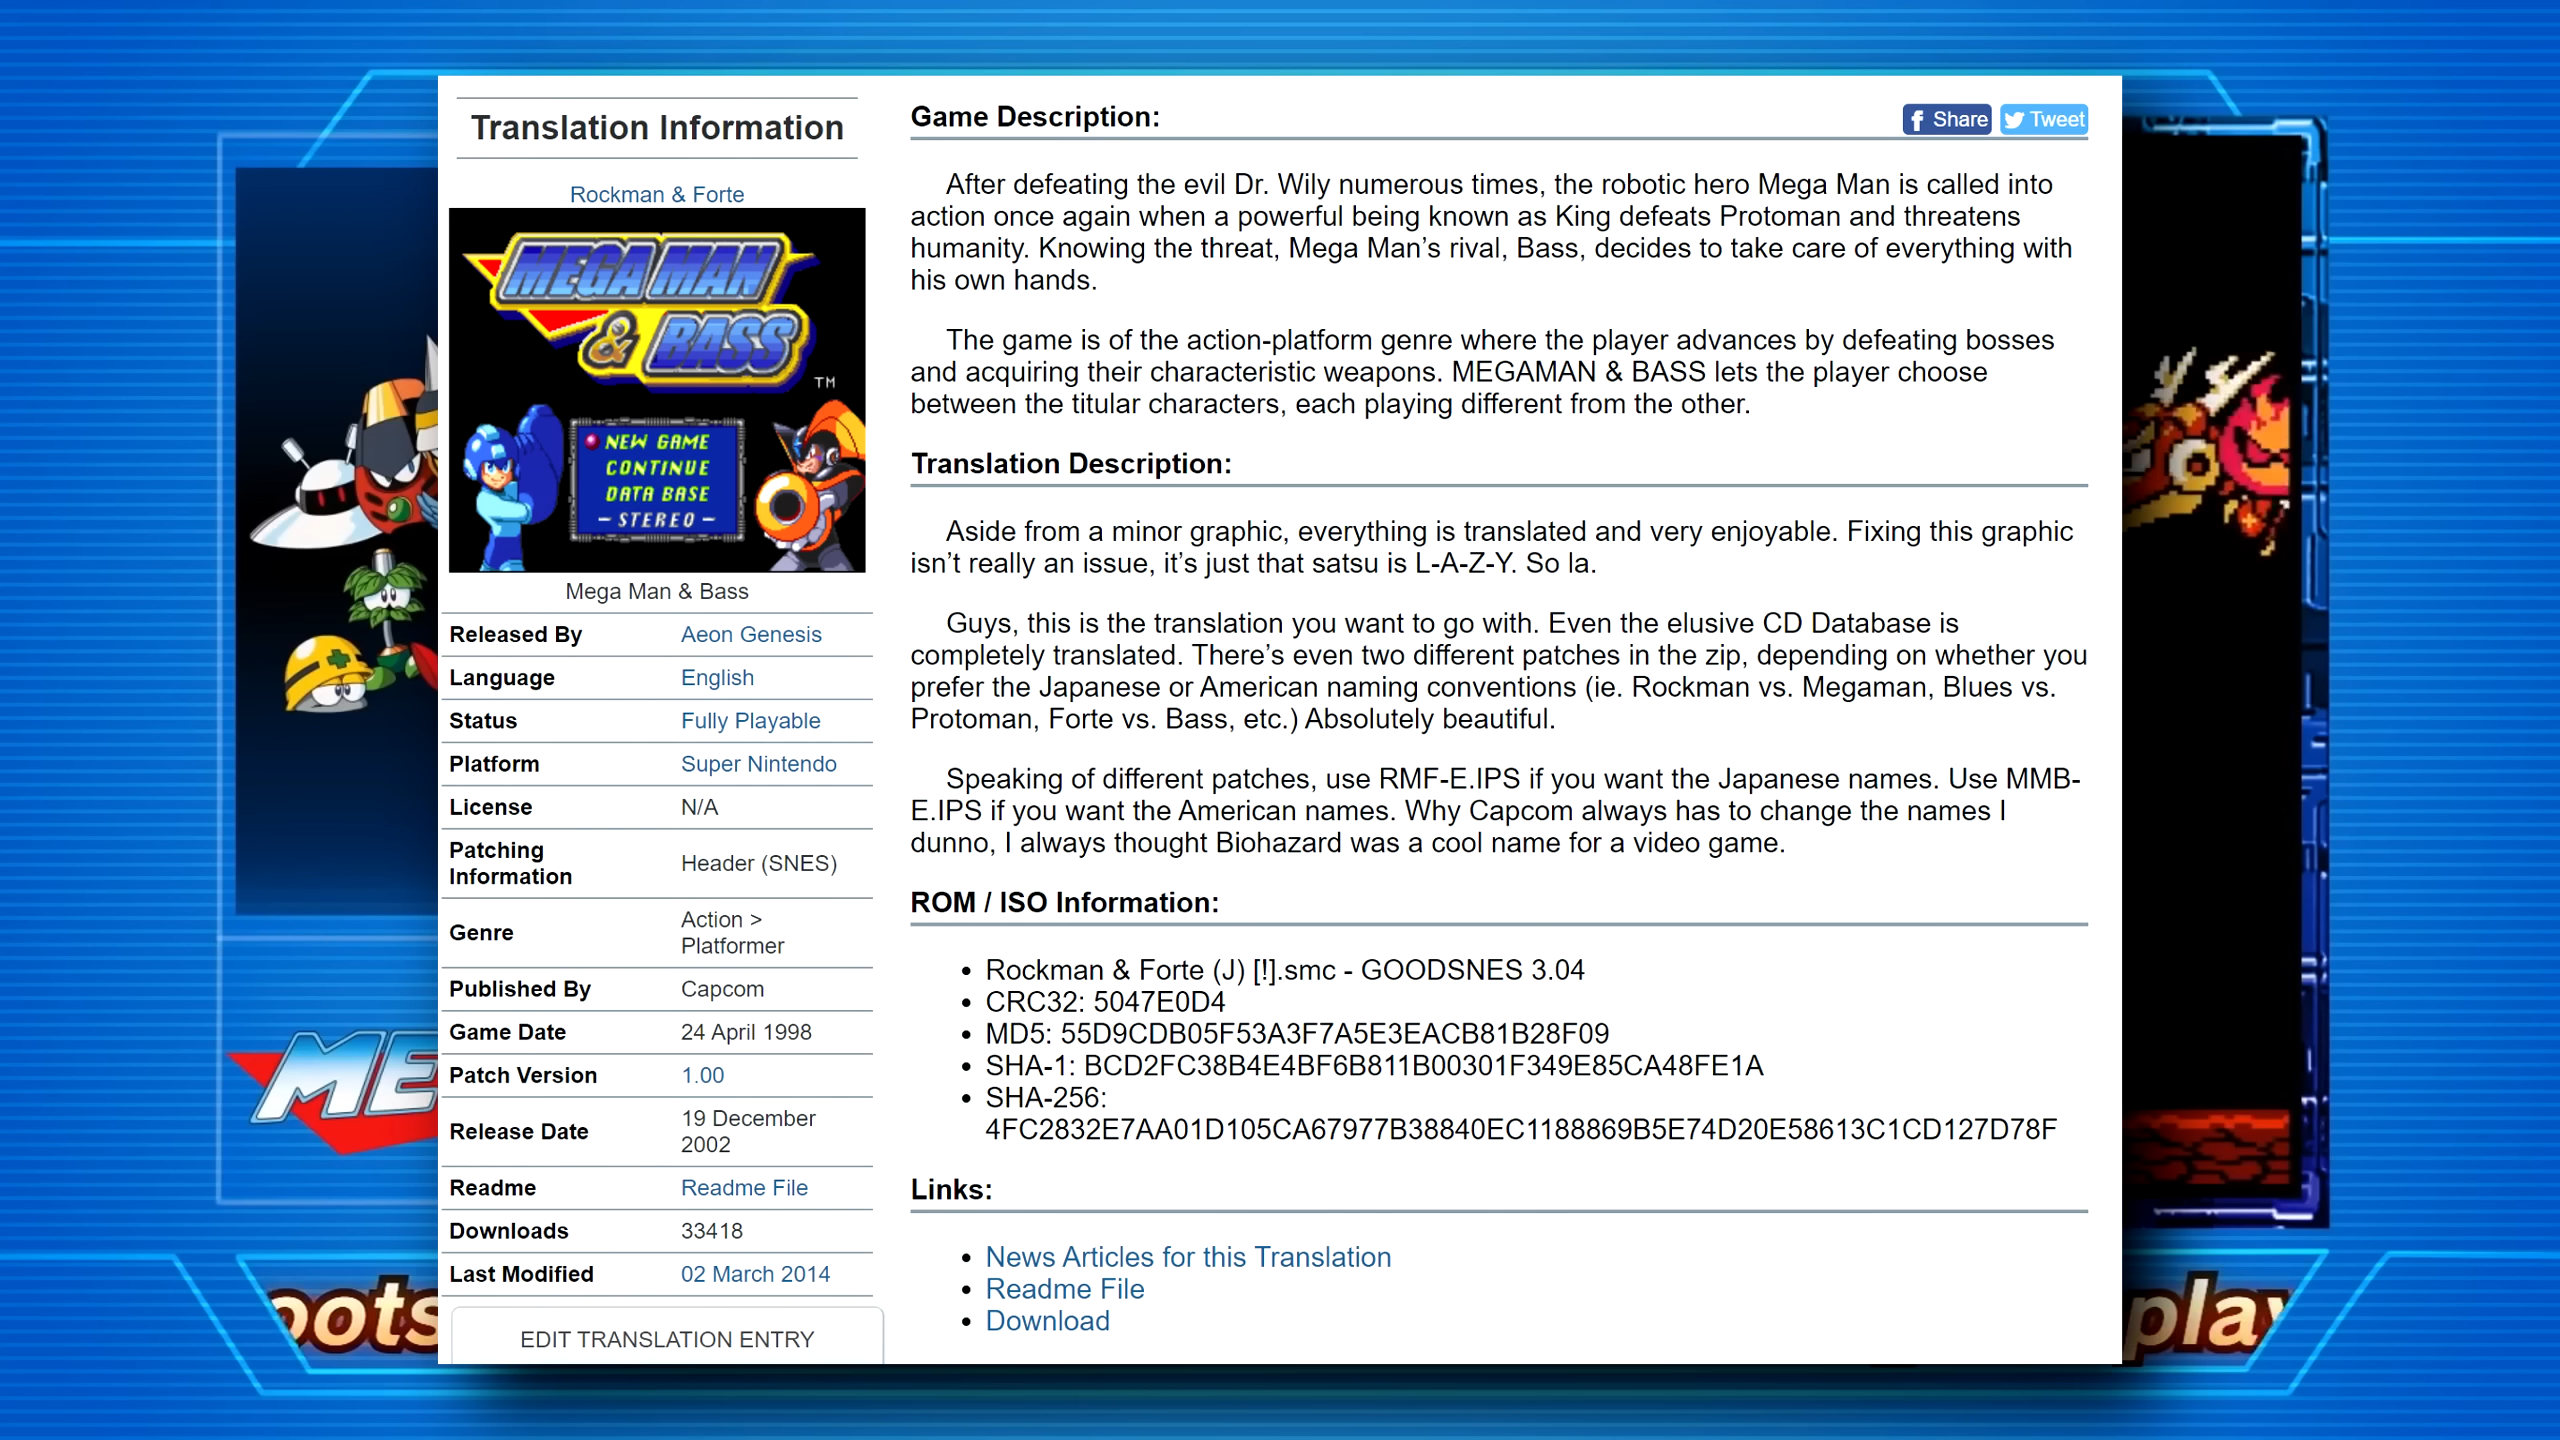 Translation Information
Rockman & Forte
MEGA MAN
& BASS
TM
NEW GAME
CONTINUE
DATA BASE
- STEREO -
Mega Man & Bass
Released By Aeon Genesis
Language English
Status Fully Playable
Platform Super Nintendo
License N/A
Patching
Information Header (SNES)
Genre Action >
Platformer
Published By Capcom
Game Date 24 April 1998
Patch Version 1.00
Release Date 19 December
2002
Readme Readme File
Downloads 33418
Last Modified 02 March 2014
EDIT TRANSLATION ENTRY
Game Description:
Share Tweet
After defeating the evil Dr. Wily numerous times, the robotic hero Mega Man is called into
action once again when a powerful being known as King defeats Protoman and threatens
humanity. Knowing the threat, Mega Man’s rival, Bass, decides to take care of everything with
his own hands.
The game is of the action-platform genre where the player advances by defeating bosses
and acquiring their characteristic weapons. MEGAMAN & BASS lets the player choose
between the titular characters, each playing different from the other.
Translation Description:
Aside from a minor graphic, everything is translated and very enjoyable. Fixing this graphic
isn’t really an issue, it’s just that satsu is L-A-Z-Y. So la.
Guys, this is the translation you want to go with. Even the elusive CD Database is
completely translated. There’s even two different patches in the zip, depending on whether you
prefer the Japanese or American naming conventions (ie. Rockman vs. Megaman, Blues vs.
Protoman, Forte vs. Bass, etc.) Absolutely beautiful.
Speaking of different patches, use RMF-E.IPS if you want the Japanese names. Use MMB-
E.IPS if you want the American names. Why Capcom always has to change the names I
dunno, I always thought Biohazard was a cool name for a video game.
ROM / ISO Information:
• Rockman & Forte (J) [!].smc - GOODSNES 3.04
• CRC32: 5047E0D4
• MD5: 55D9CDB05F53A3F7A5E3EACB81B28F09
• SHA-1: BCD2FC38B4E4BF6B811B00301F349E85CA48FE1A
• SHA-256:
4FC2832E7AA01D105CA67977B38840EC1188869B5E74D20E58613C1CD127D78F
Links:
• News Articles for this Translation
• Readme File
• Download
ME
oots
play